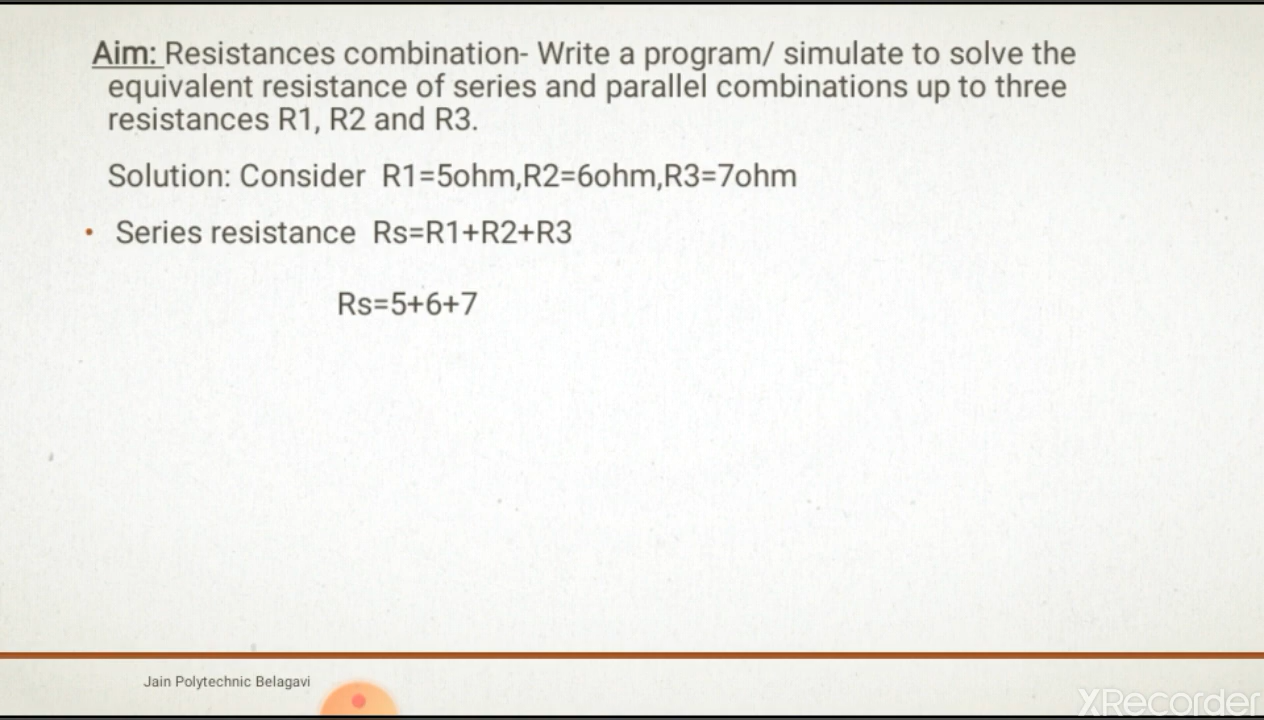 Aim: Resistances combination- Write a program/ simulate to solve the
equivalent resistance of series and parallel combinations up to three
resistances R1, R2 and R3.
Solution: Consider  R1=5ohm,R2=6ohm,R3=7ohm
• Series resistance  Rs=R1+R2+R3
Rs=5+6+7
Jain Polytechnic Belagavi
XRecorder